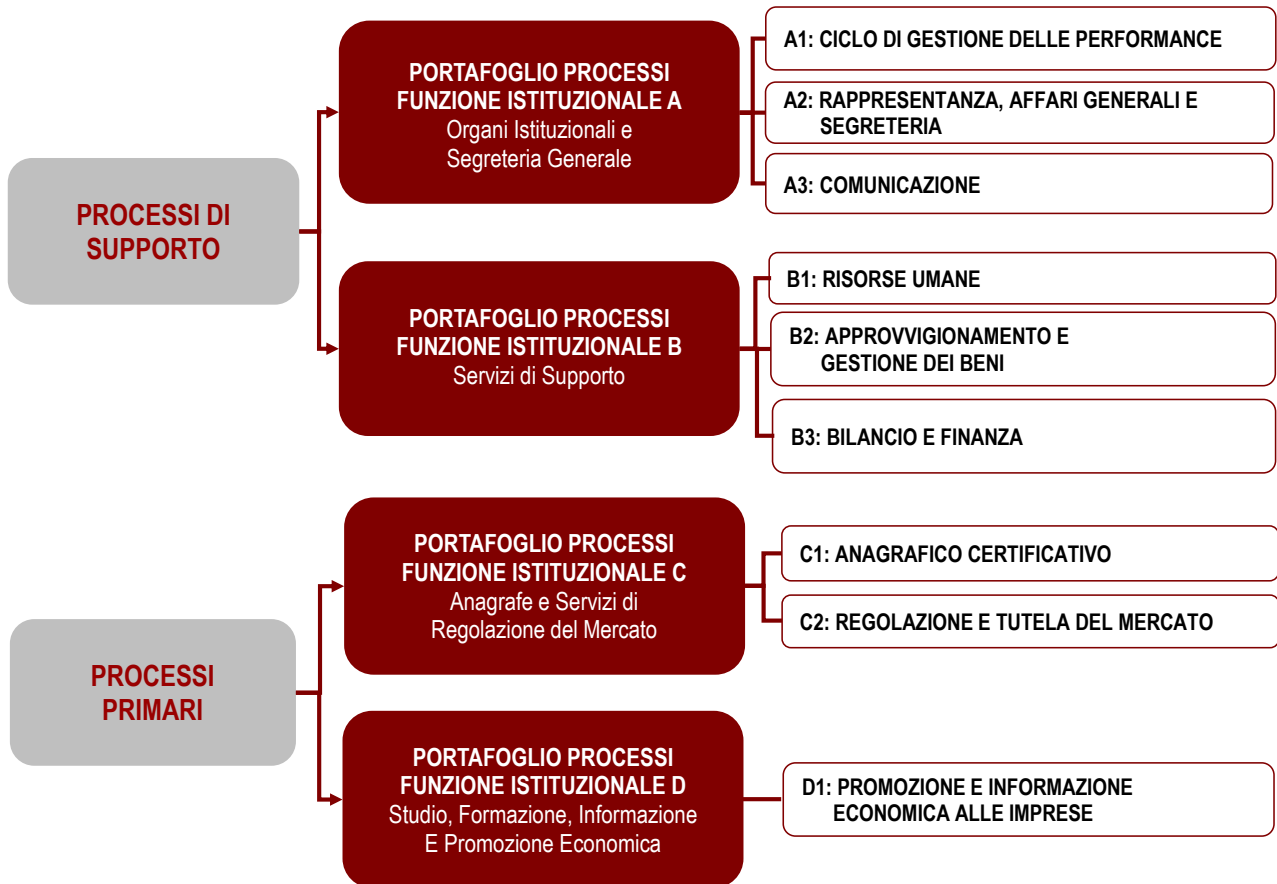 PROCESSI DI
SUPPORTO
PORTAFOGLIO PROCESSI
FUNZIONE ISTITUZIONALE A
Organi Istituzionali e
Segreteria Generale
A1: CICLO DI GESTIONE DELLE PERFORMANCE
A2: RAPPRESENTANZA, AFFARI GENERALI E
SEGRETERIA
A3: COMUNICAZIONE
PORTAFOGLIO PROCESSI
FUNZIONE ISTITUZIONALE B
Servizi di Supporto
B1: RISORSE UMANE
B2: APPROVVIGIONAMENTO E
GESTIONE DEI BENI
B3: BILANCIO E FINANZA
PROCESSI
PRIMARI
PORTAFOGLIO PROCESSI
FUNZIONE ISTITUZIONALE C
Anagrafe e Servizi di
Regolazione del Mercato
C1: ANAGRAFICO CERTIFICATIVO
C2: REGOLAZIONE E TUTELA DEL MERCATO
PORTAFOGLIO PROCESSI
FUNZIONE ISTITUZIONALE D
Studio, Formazione, Informazione
E Promozione Economica
D1: PROMOZIONE E INFORMAZIONE
ECONOMICA ALLE IMPRESE